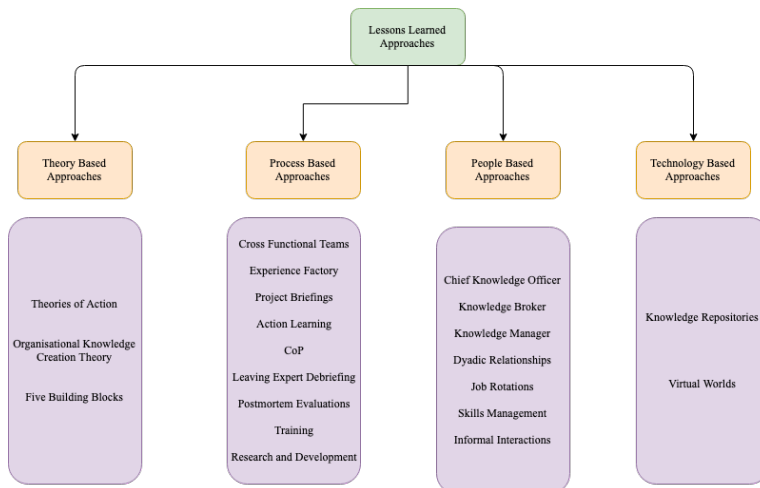 Lessons Learned
Approaches
Theory Based
Approaches
Process Based
Approaches
People Based
Approaches
Technology Based
Approaches
Theories of Action
Organisational Knowledge
Creation Theory
Five Building Blocks
Cross Functional Teams
Experience Factory
Project Briefings
Action Learning
CoP
Leaving Expert Debriefing
Postmortem Evaluations
Training
Research and Development
Chief Knowledge Officer
Knowledge Broker
Knowledge Manager
Dyadic Relationships
Job Rotations
Skills Management
Informal Interactions
Knowledge Repositories
Virtual Worlds